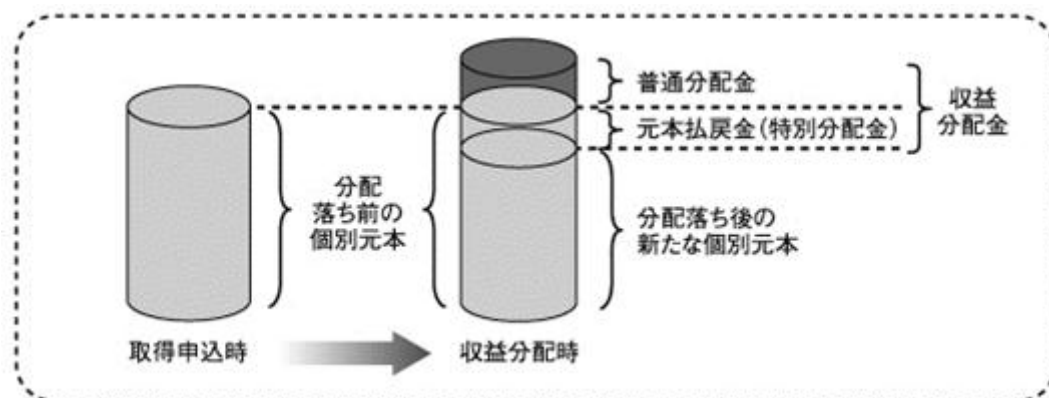 普通分配金
元本払戻金(特別分配金)
収益
分配金
分配
落ち前の
個別元本
分配落ち後の
新たな個別元本
取得申込時
収益分配時